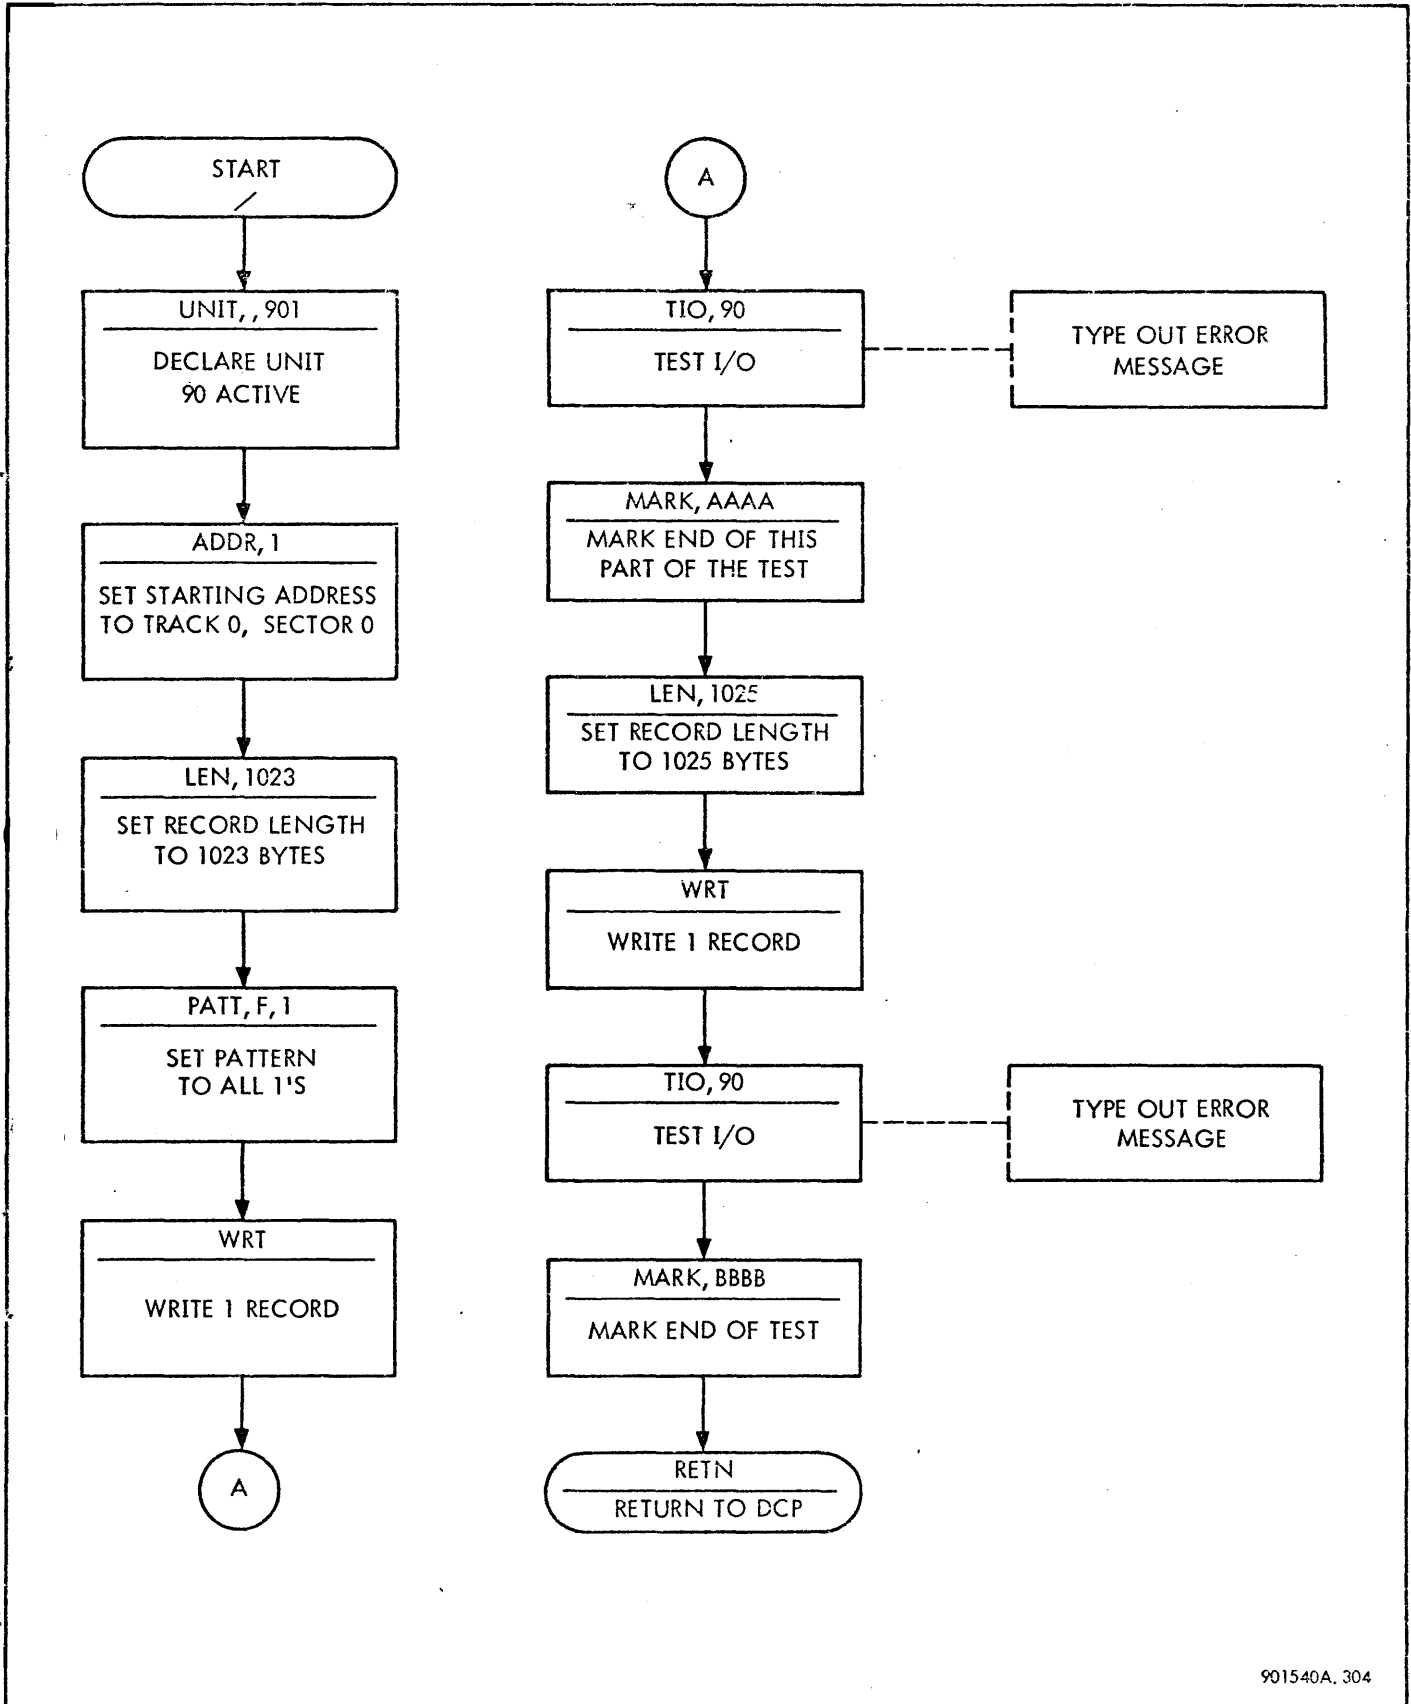 START
UNIT,,901
DECLARE UNIT
90 ACTIVE
ADDR,1
SET STARTING ADDRESS
TO TRACK 0, SECTOR 0
LEN,1023
SET RECORD LENGTH
TO 1023 BYTES
PATT,F,1
SET PATTERN
TO ALL 1'S
WRT
WRITE 1 RECORD
A
A
TIO,90
TEST I/O
TYPE OUT ERROR
MESSAGE
MARK,AAAA
MARK END OF THIS
PART OF THE TEST
LEN,1025
SET RECORD LENGTH
TO 1025 BYTES
WRT
WRITE 1 RECORD
TIO,90
TEST I/O
TYPE OUT ERROR
MESSAGE
MARK,BBBB
MARK END OF TEST
RETN
RETURN TO DCP
901540A.304